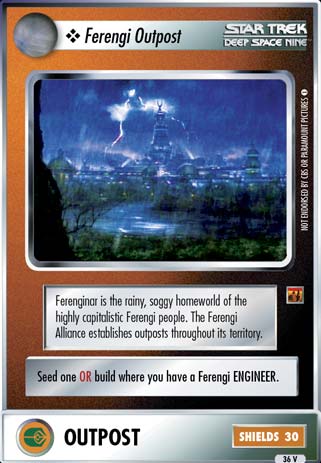 ❖ Ferengi Outpost
STAR TREK
DEEP SPACE NINE
NOT ENDORSED BY CBS OR PARAMOUNT PICTURES
Ferenginar is the rainy, soggy homeworld of the
highly capitalistic Ferengi people. The Ferengi
Alliance establishes outposts throughout its territory.
Seed one OR build where you have a Ferengi ENGINEER.
OUTPOST
SHIELDS 30
36 V